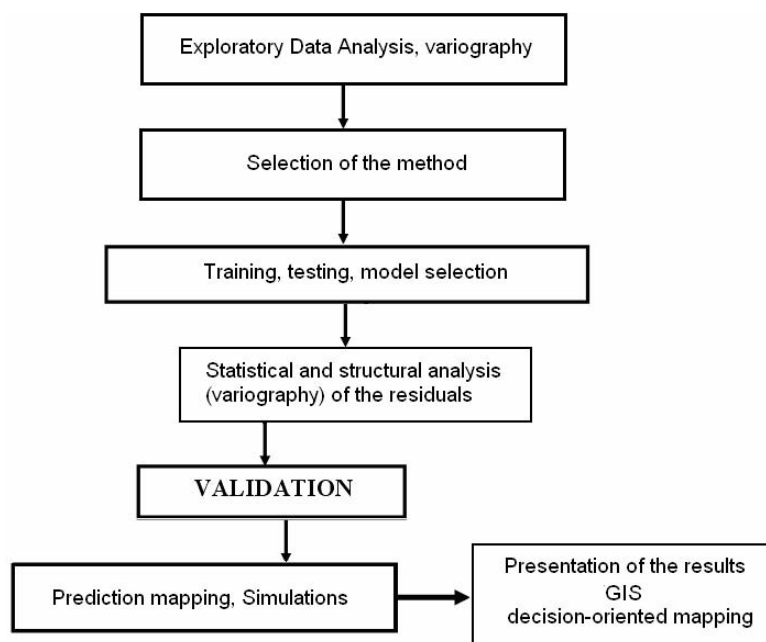 Exploratory Data Analysis, variography
Selection of the method
Training, testing, model selection
Statistical and structural analysis
(variography) of the residuals
VALIDATION
Prediction mapping, Simulations
Presentation of the results
GIS
decision-oriented mapping